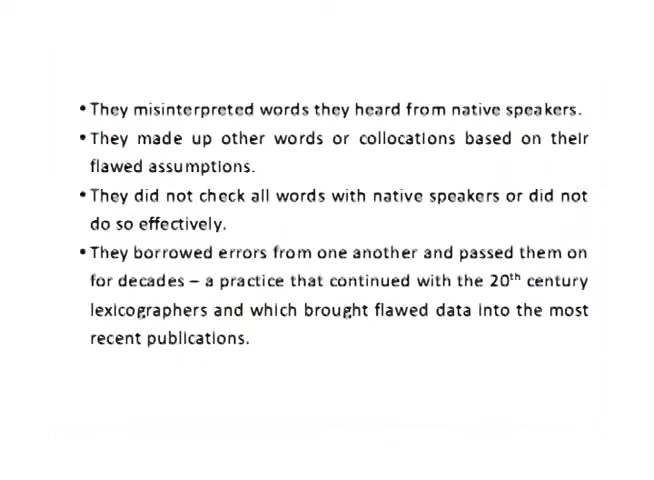 • They misinterpreted words they heard from native speakers.
• They made up other words or collocations based on their
flawed assumptions.
• They did not check all words with native speakers or did not
do so effectively.
• They borrowed errors from one another and passed them on
for decades – a practice that continued with the 20th century
lexicographers and which brought flawed data into the most
recent publications.